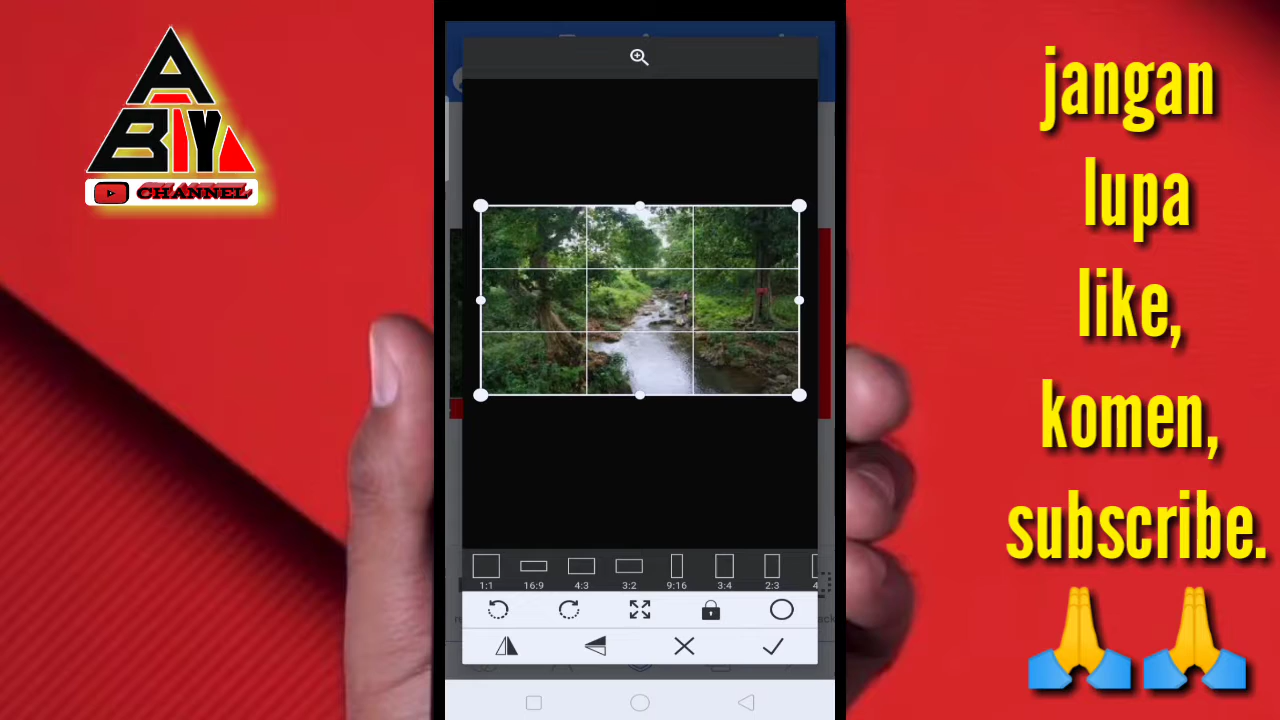 A
BIY
CHANNEL
jangan
lupa
like,
komen,
subscribe.
1:1 16:9 4:3 3:2 9:16 3:4 2:3